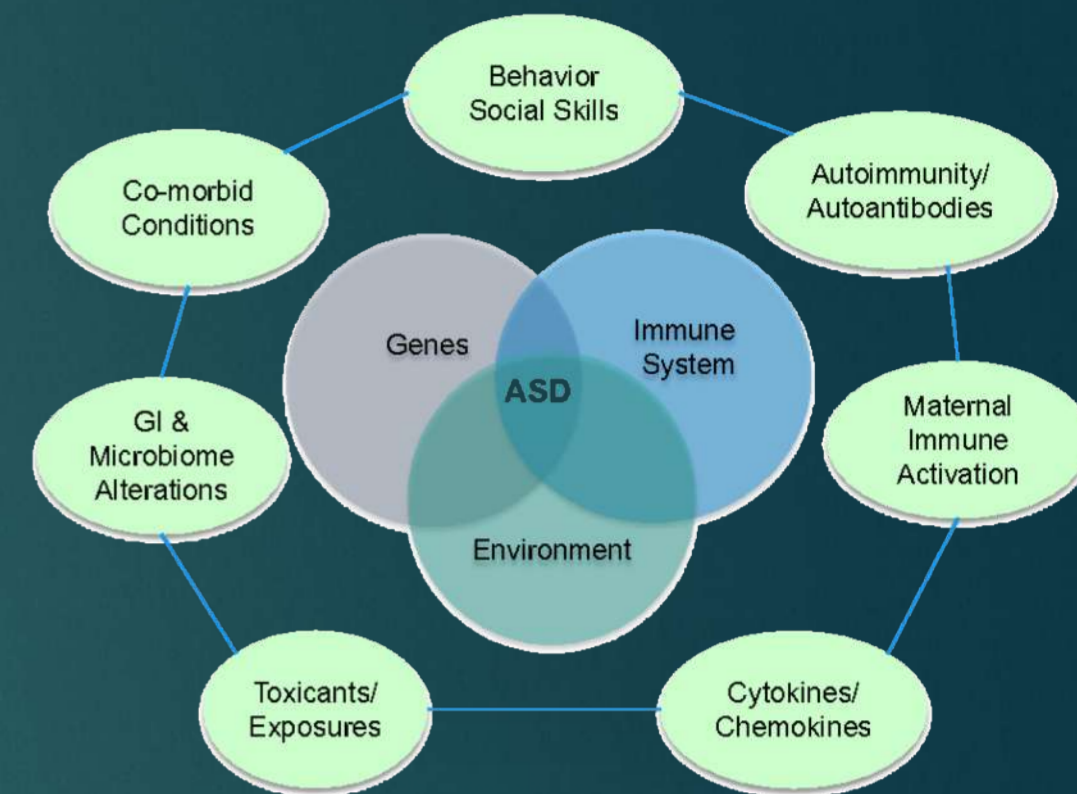 Behavior
Social Skills
Co-morbid
Conditions
Autoimmunity/
Autoantibodies
Genes
Immune
System
ASD
GI &
Microbiome
Alterations
Maternal
Immune
Activation
Environment
Toxicants/
Exposures
Cytokines/
Chemokines